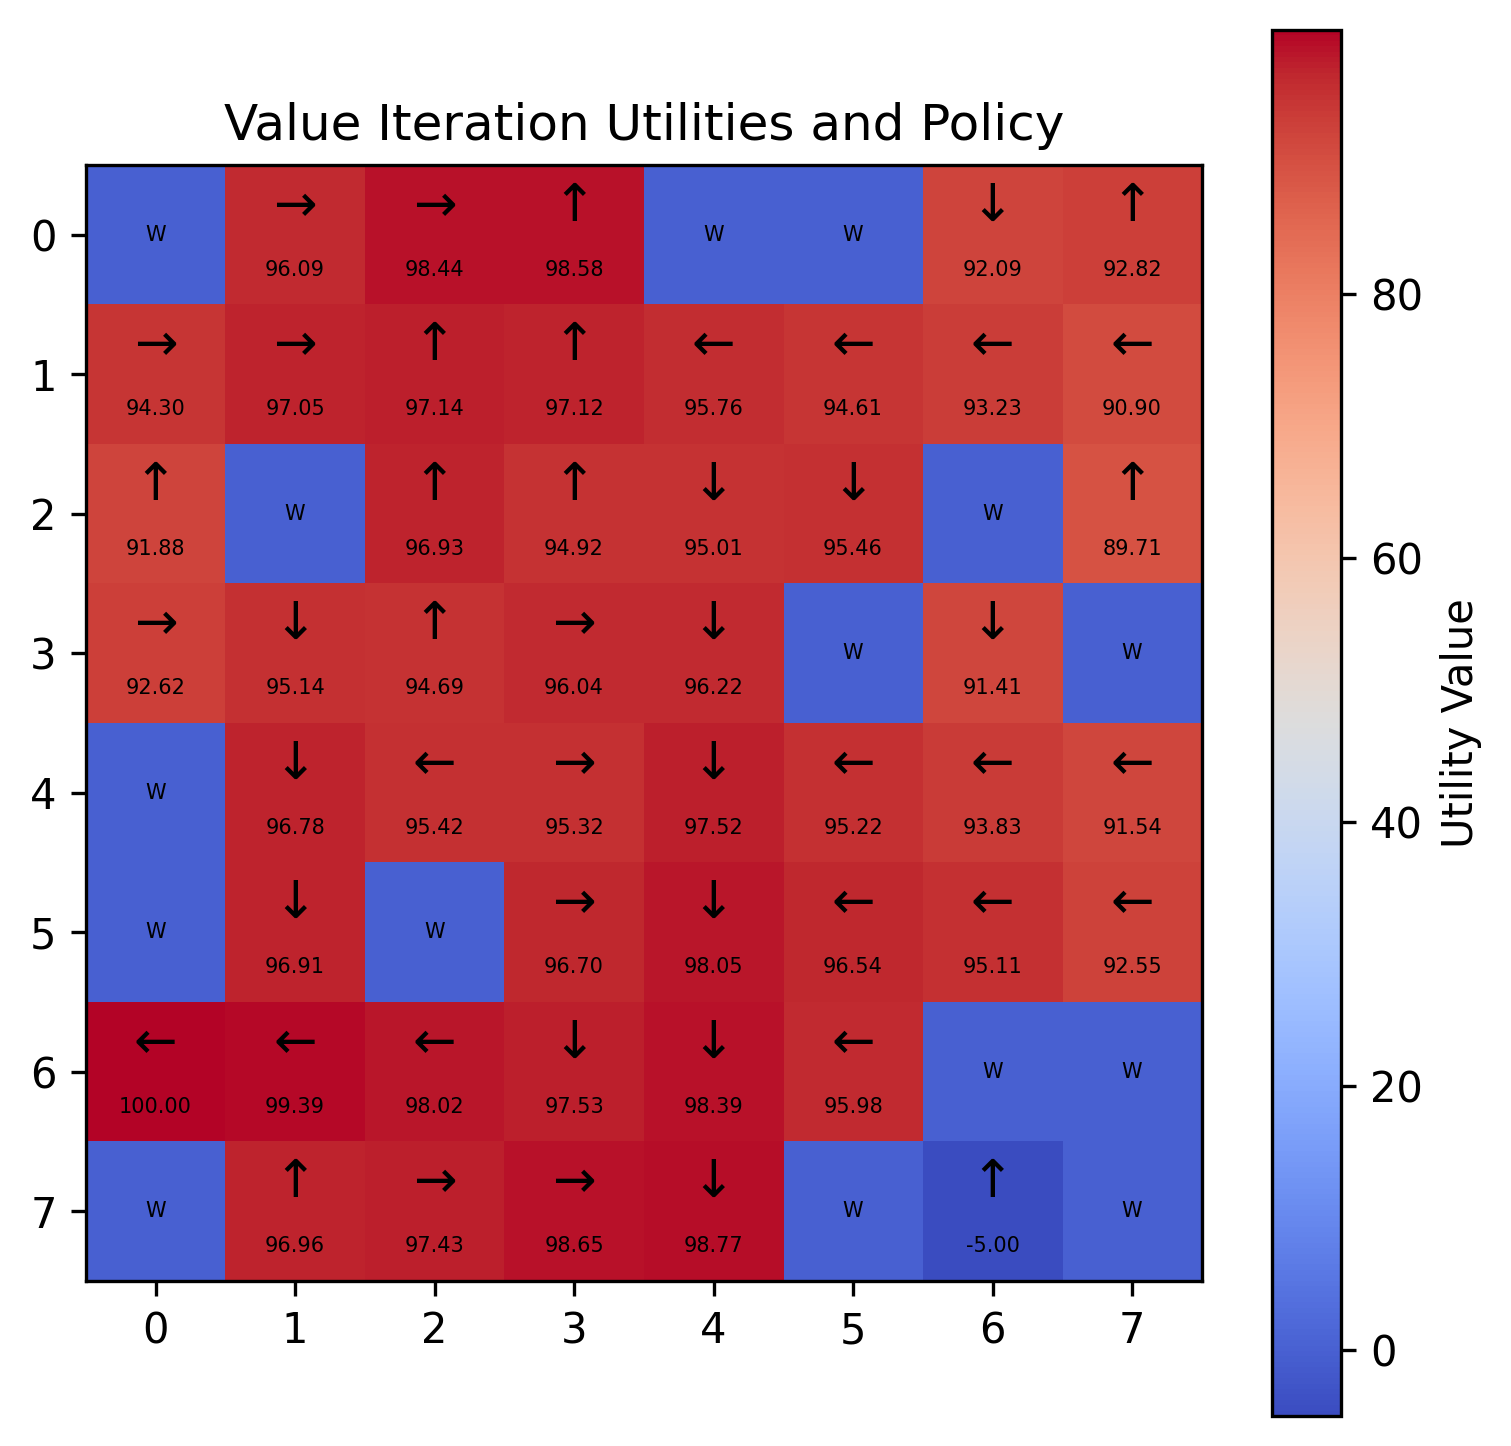 Value Iteration Utilities and Policy
0 W → 96.09 → 98.44 ↑ 98.58 W W ↓ 92.09 ↑ 92.82
1 → 94.30 → 97.05 ↑ 97.14 ↑ 97.12 ← 95.76 ← 94.61 ← 93.23 ← 90.90
2 ↑ 91.88 W ↑ 96.93 ↑ 94.92 ↓ 95.01 ↓ 95.46 W ↑ 89.71
3 → 92.62 ↓ 95.14 ↑ 94.69 → 96.04 ↓ 96.22 W ↓ 91.41 W
4 W ↓ 96.78 ← 95.42 → 95.32 ↓ 97.52 ← 95.22 ← 93.83 ← 91.54
5 W ↓ 96.91 W → 96.70 ↓ 98.05 ← 96.54 ← 95.11 ← 92.55
6 ← 100.00 ← 99.39 ← 98.02 ↓ 97.53 ↓ 98.39 ← 95.98 W W
7 W ↑ 96.96 → 97.43 → 98.65 ↓ 98.77 W ↑ -5.00 W
0 1 2 3 4 5 6 7
80
60
40
20
0
Utility Value